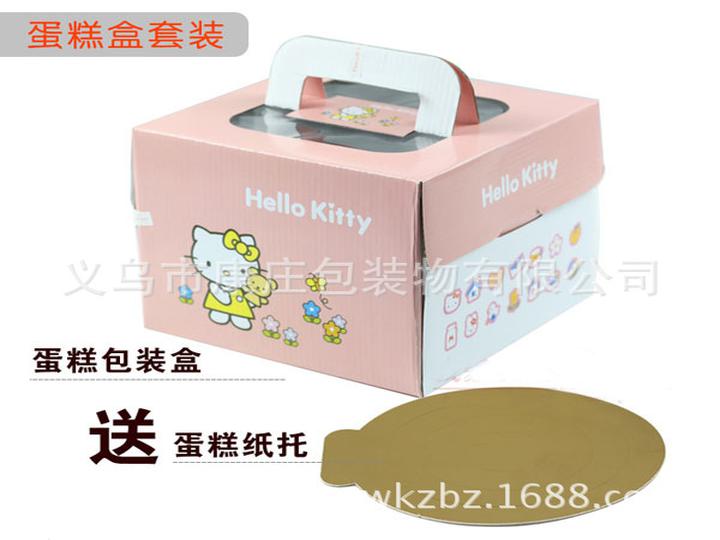 蛋糕盒套装
Hello Kitty
Hello Kitty
义乌市康庄包装物有限公司
蛋糕包装盒
送 蛋糕纸托
wkzbz.1688.co